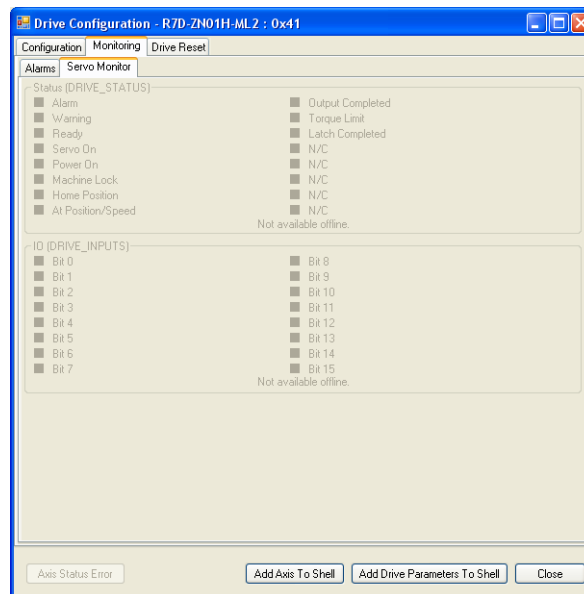 Drive Configuration - R7D-ZN01H-ML2 : 0x41
Configuration Monitoring Drive Reset
Alarms Servo Monitor
Status (DRIVE_STATUS)
Alarm Output Completed
Warning Torque Limit
Ready Latch Completed
Servo On N/C
Power On N/C
Machine Lock N/C
Home Position N/C
At Position/Speed N/C
Not available offline.
IO (DRIVE_INPUTS)
Bit 0 Bit 8
Bit 1 Bit 9
Bit 2 Bit 10
Bit 3 Bit 11
Bit 4 Bit 12
Bit 5 Bit 13
Bit 6 Bit 14
Bit 7 Bit 15
Not available offline.
Axis Status Error Add Axis To Shell Add Drive Parameters To Shell Close